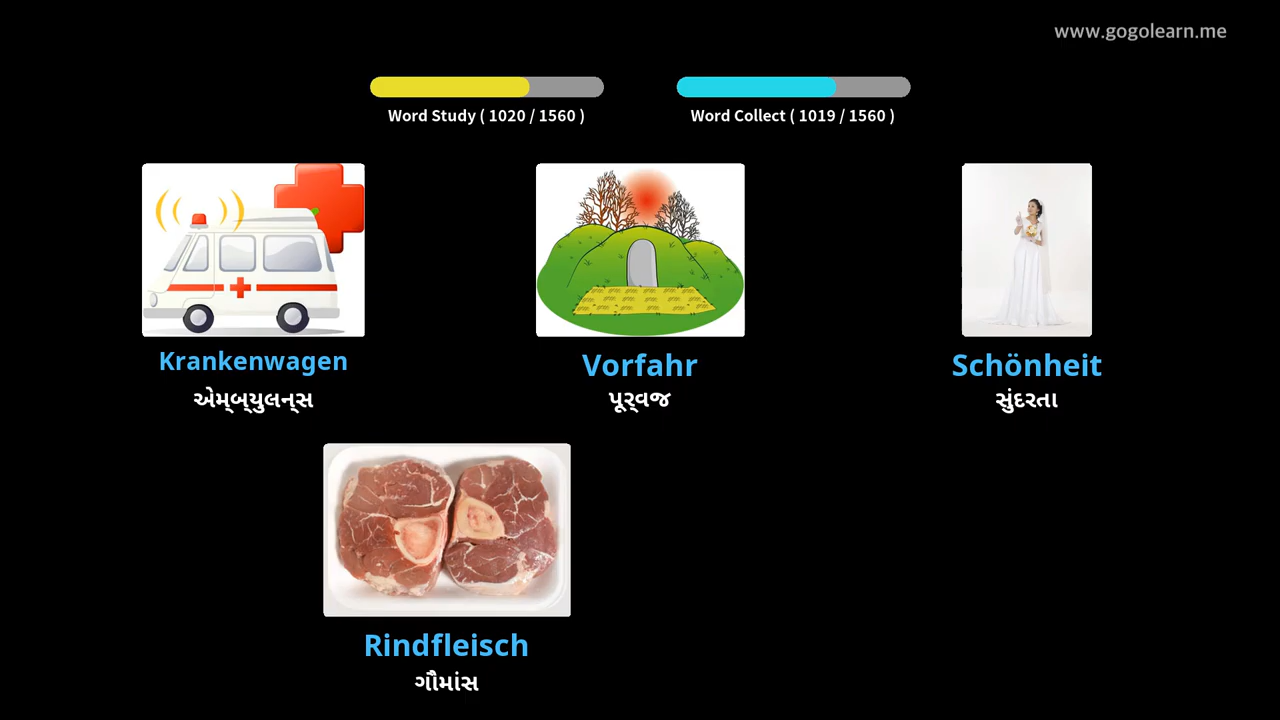 www.gogolearn.me
Word Study ( 1020 / 1560 )
Word Collect ( 1019 / 1560 )
Krankenwagen
એમ્બ્યુલન્સ
Vorfahr
પૂર્વજ
Schönheit
સુંદરતા
Rindfleisch
ગૌમાંસ